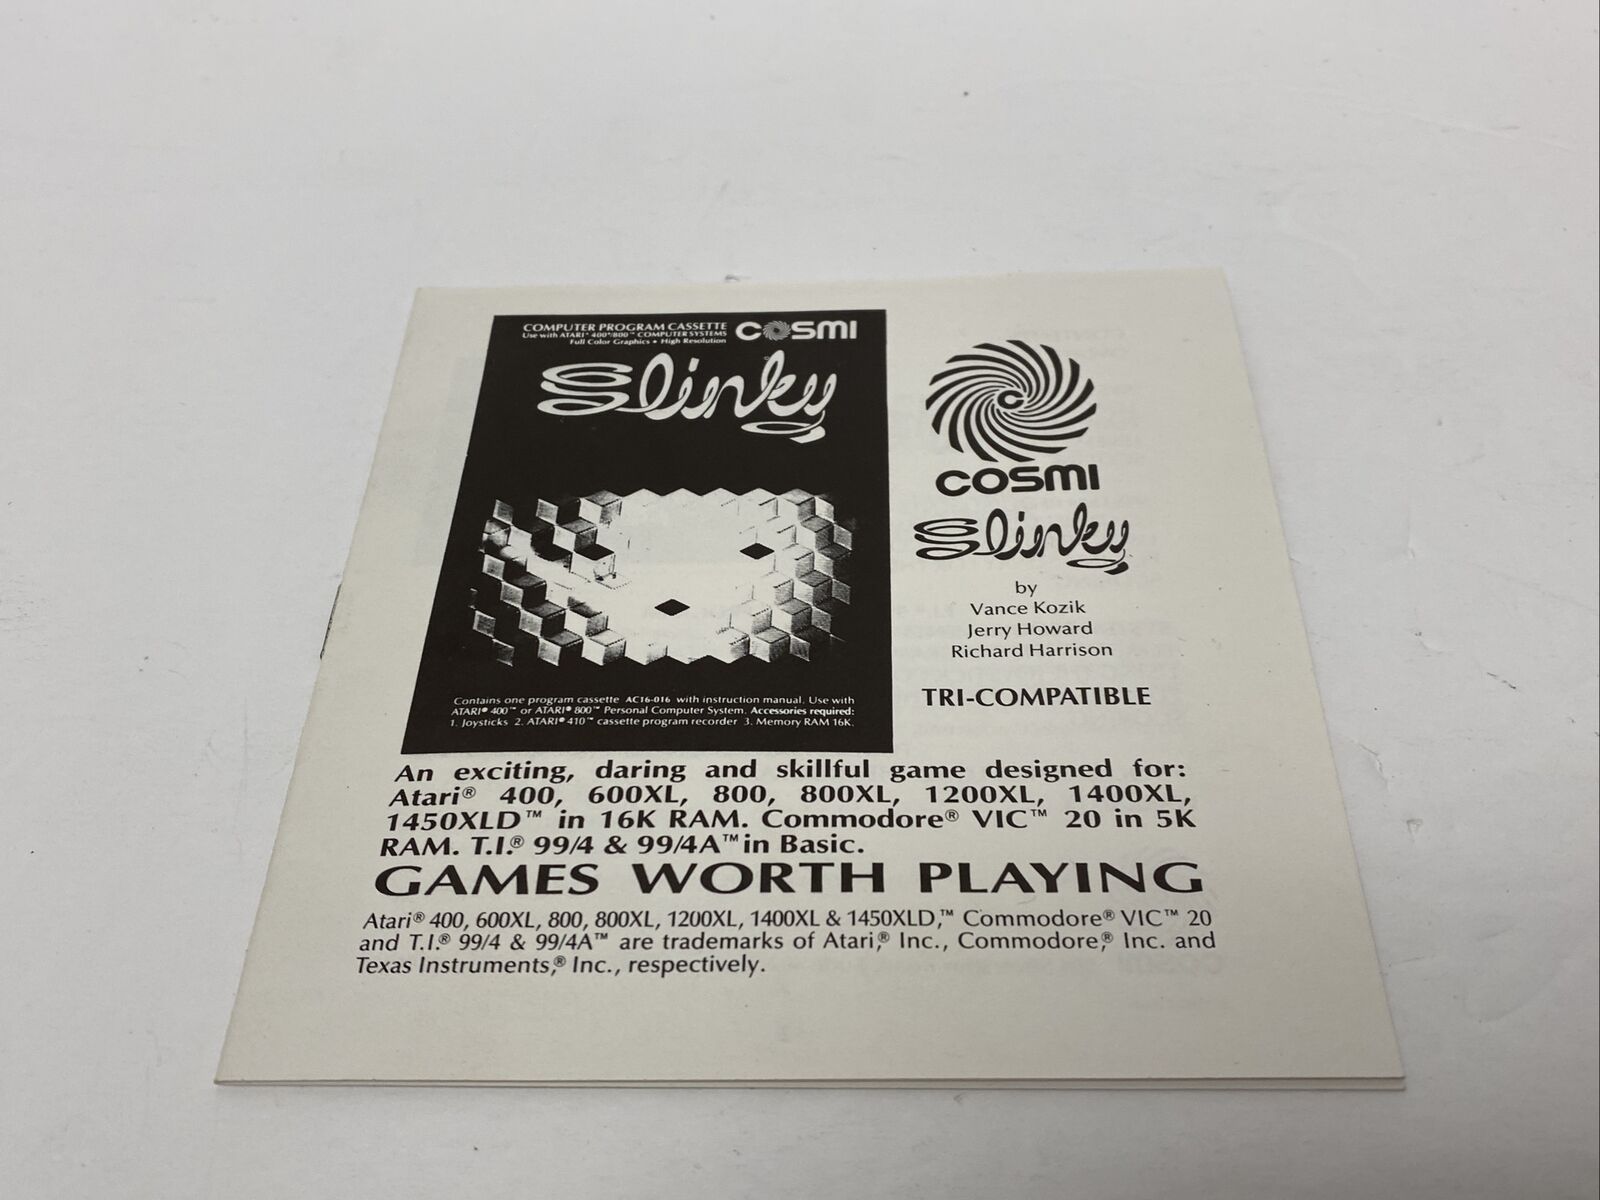 COMPUTER PROGRAM CASSETTE
Use with ATARI® 400™/800™ COMPUTER SYSTEMS
Full Color Graphics • High Resolution
COSMI
Slinky
Contains one program cassette AC16-016 with instruction manual. Use with
ATARI® 400™ or ATARI® 800™ Personal Computer System. Accessories required:
1. Joysticks 2. ATARI® 410™ cassette program recorder 3. Memory RAM 16K.
C
COSMI
Slinky
by
Vance Kozik
Jerry Howard
Richard Harrison
TRI-COMPATIBLE
An exciting, daring and skillful game designed for:
Atari® 400, 600XL, 800, 800XL, 1200XL, 1400XL,
1450XLD™ in 16K RAM. Commodore® VIC™ 20 in 5K
RAM. T.I.® 99/4 & 99/4A™ in Basic.
GAMES WORTH PLAYING
Atari® 400, 600XL, 800, 800XL, 1200XL, 1400XL & 1450XLD,™ Commodore® VIC™ 20
and T.I.® 99/4 & 99/4A™ are trademarks of Atari,® Inc., Commodore,® Inc. and
Texas Instruments,® Inc., respectively.